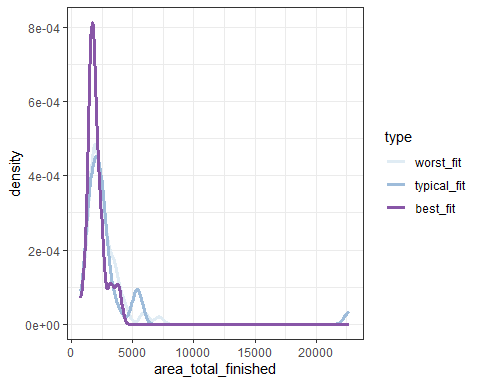 8e-04
6e-04
4e-04
2e-04
0e+00
density
0
5000
10000
15000
20000
area_total_finished
type
worst_fit
typical_fit
best_fit